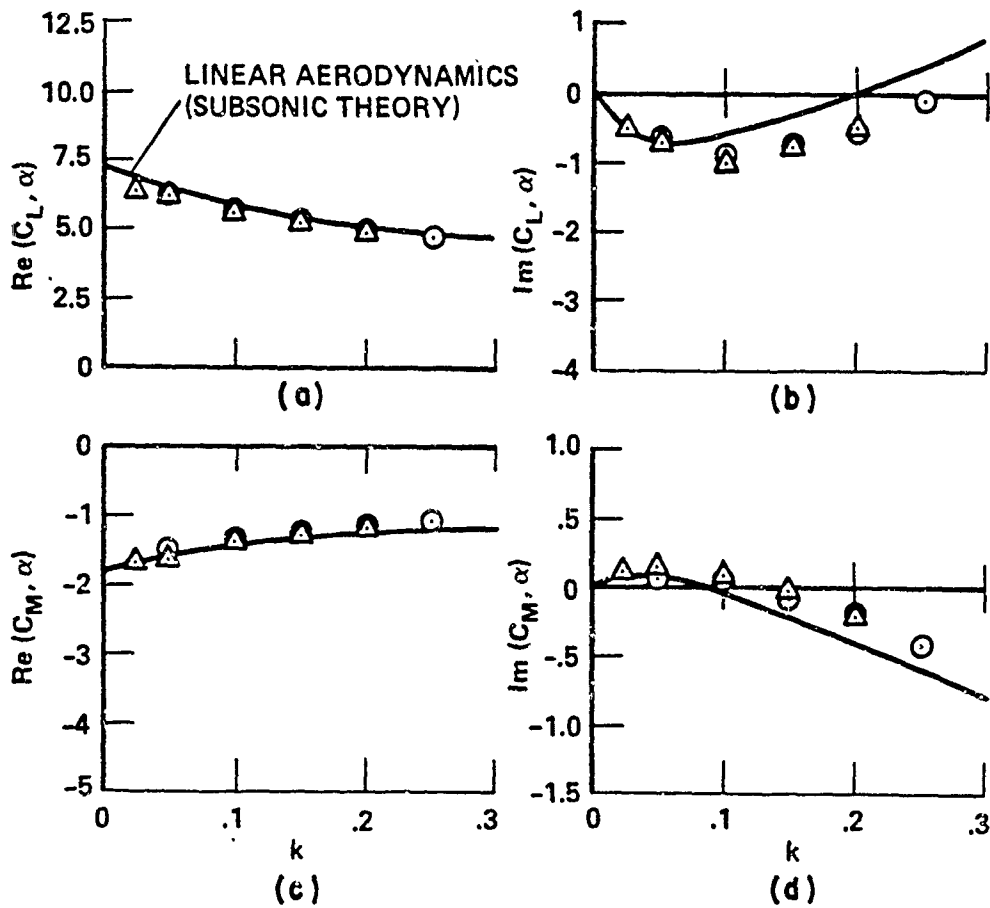 12.5
10.0
7.5
5.0
2.5
0
Re (CL, α)
LINEAR AERODYNAMICS
(SUBSONIC THEORY)
(a)
1
0
-1
-2
-3
-4
Im (CL, α)
(b)
0
-1
-2
-3
-4
-5
Re (CM, α)
0
.1
.2
.3
k
(c)
1.0
.5
0
-.5
-1.0
-1.5
Im (CM, α)
0
.1
.2
.3
k
(d)